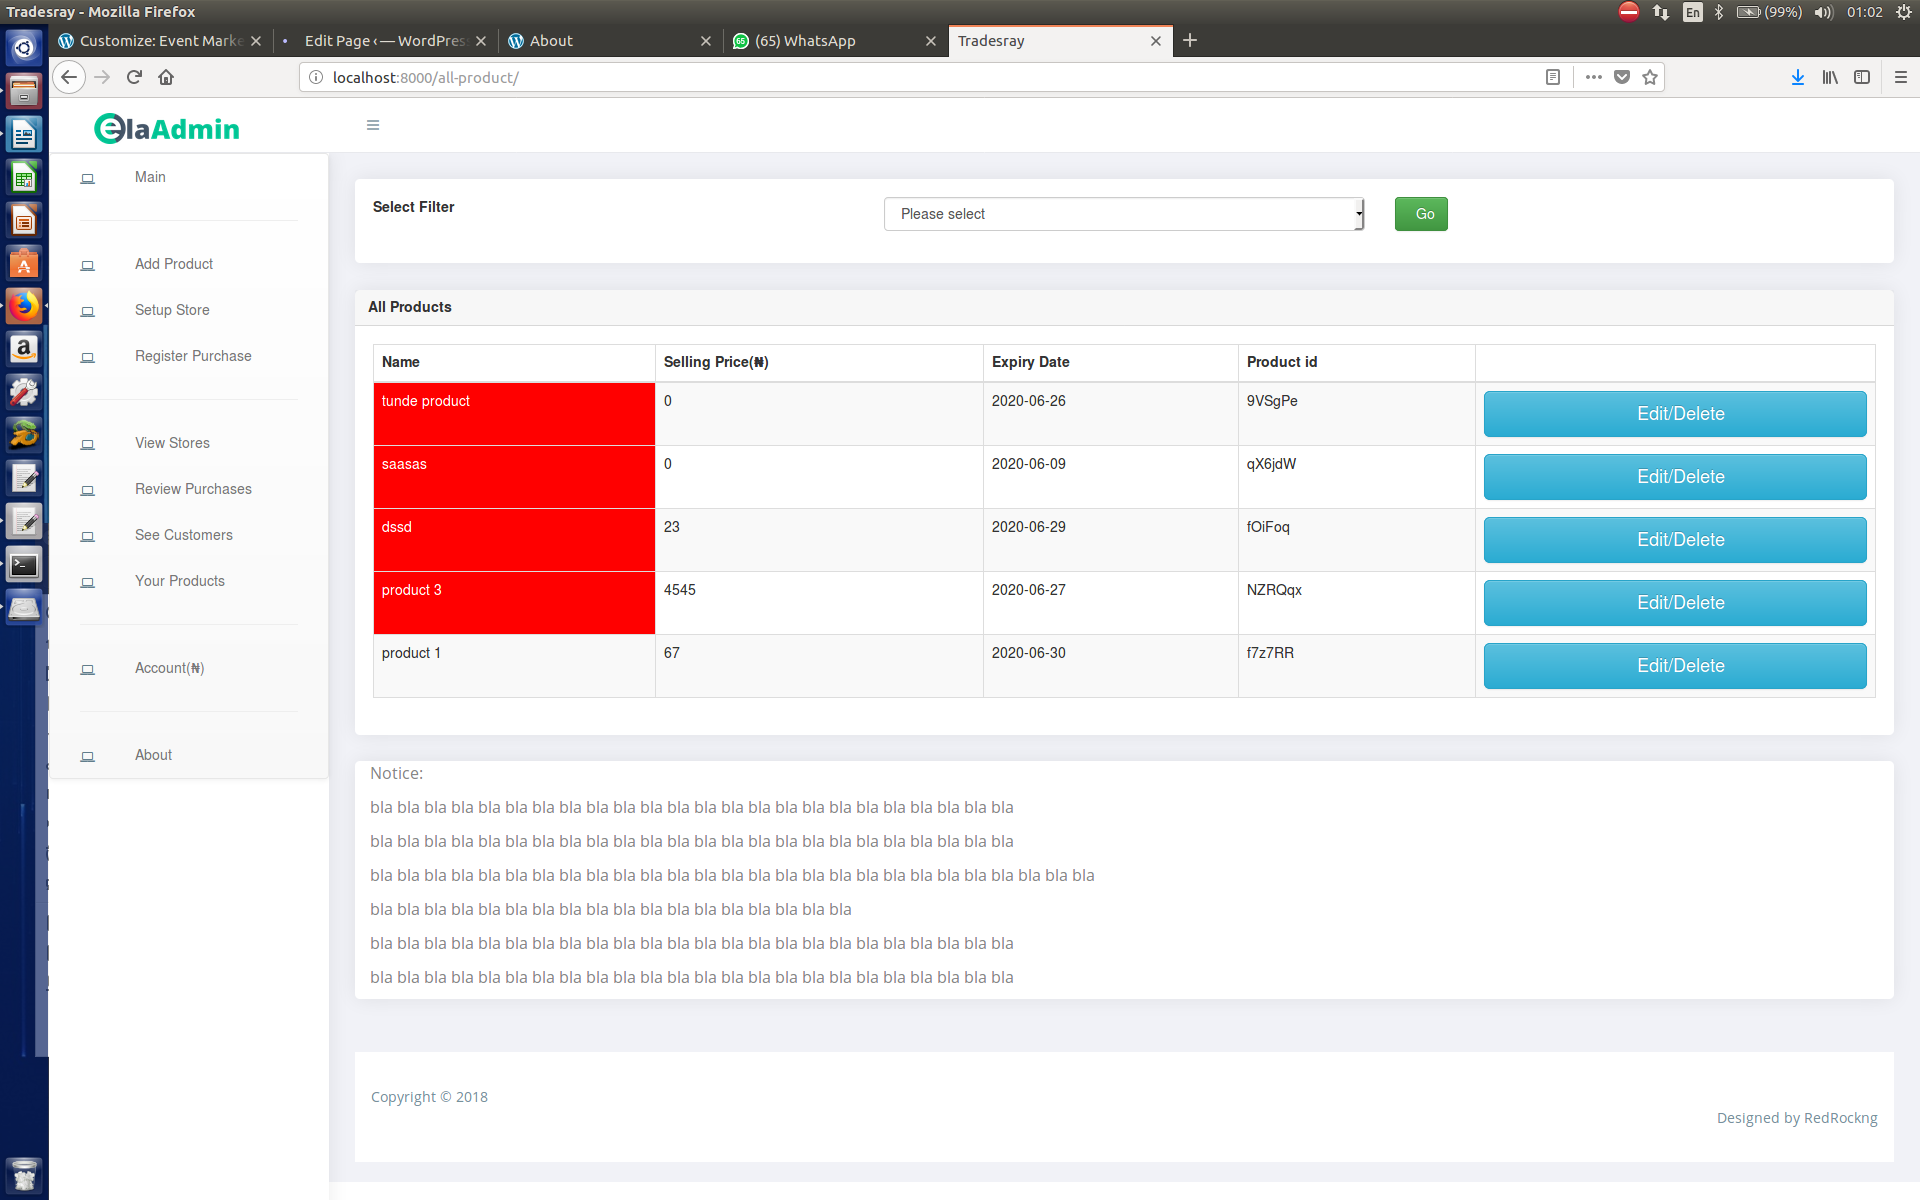 Tradesray - Mozilla Firefox
En
(99%)
01:02
Customize: Event Marke
Edit Page ‹ — WordPres
About
(65) WhatsApp
Tradesray
localhost:8000/all-product/
elaAdmin
Main
Add Product
Setup Store
Register Purchase
View Stores
Review Purchases
See Customers
Your Products
Account(₦)
About
Select Filter
Please select
Go
All Products
Name Selling Price(₦) Expiry Date Product id
tunde product 0 2020-06-26 9VSgPe Edit/Delete
saasas 0 2020-06-09 qX6jdW Edit/Delete
dssd 23 2020-06-29 fOiFoq Edit/Delete
product 3 4545 2020-06-27 NZRQqx Edit/Delete
product 1 67 2020-06-30 f7z7RR Edit/Delete
Notice:
bla bla bla bla bla bla bla bla bla bla bla bla bla bla bla bla bla bla bla bla bla bla bla bla
bla bla bla bla bla bla bla bla bla bla bla bla bla bla bla bla bla bla bla bla bla bla bla bla
bla bla bla bla bla bla bla bla bla bla bla bla bla bla bla bla bla bla bla bla bla bla bla bla bla bla bla
bla bla bla bla bla bla bla bla bla bla bla bla bla bla bla bla bla bla
bla bla bla bla bla bla bla bla bla bla bla bla bla bla bla bla bla bla bla bla bla bla bla bla
bla bla bla bla bla bla bla bla bla bla bla bla bla bla bla bla bla bla bla bla bla bla bla bla
Copyright © 2018
Designed by RedRockng